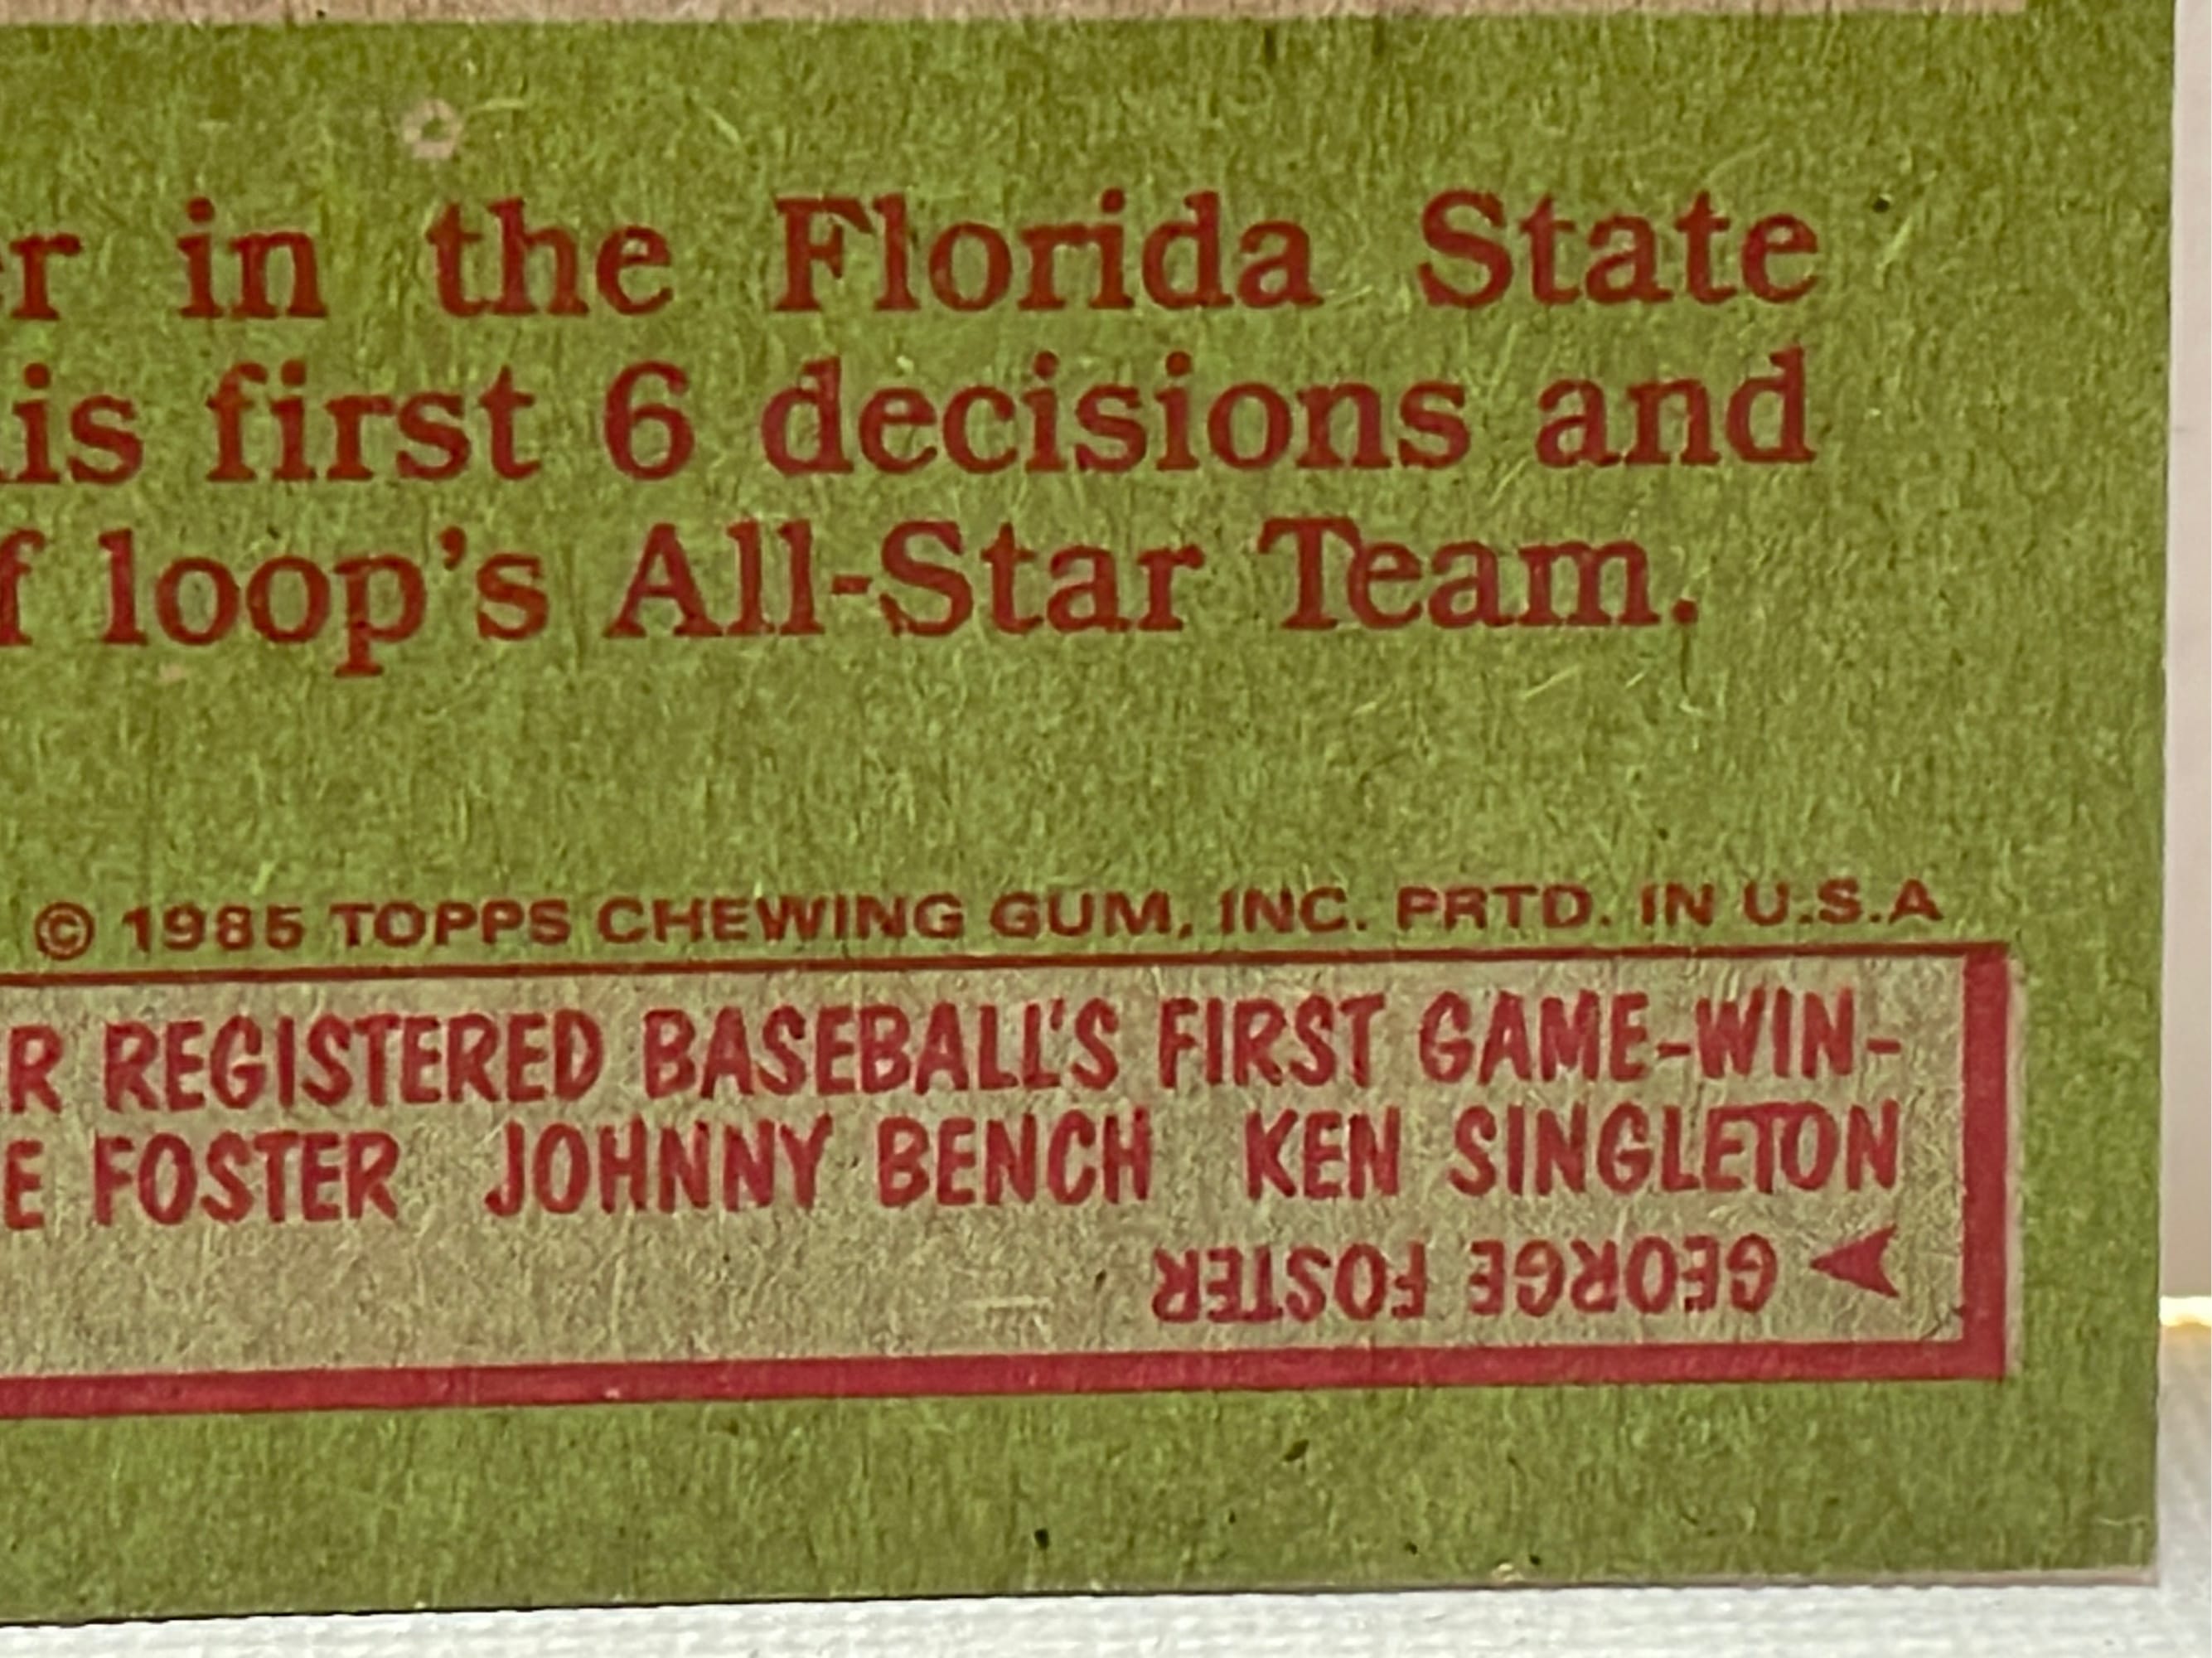 er in the Florida State
is first 6 decisions and
f loop's All-Star Team.
© 1985 TOPPS CHEWING GUM, INC. PRTD. IN U.S.A
R REGISTERED BASEBALL'S FIRST GAME-WIN-
E FOSTER JOHNNY BENCH KEN SINGLETON
GEORGE FOSTER